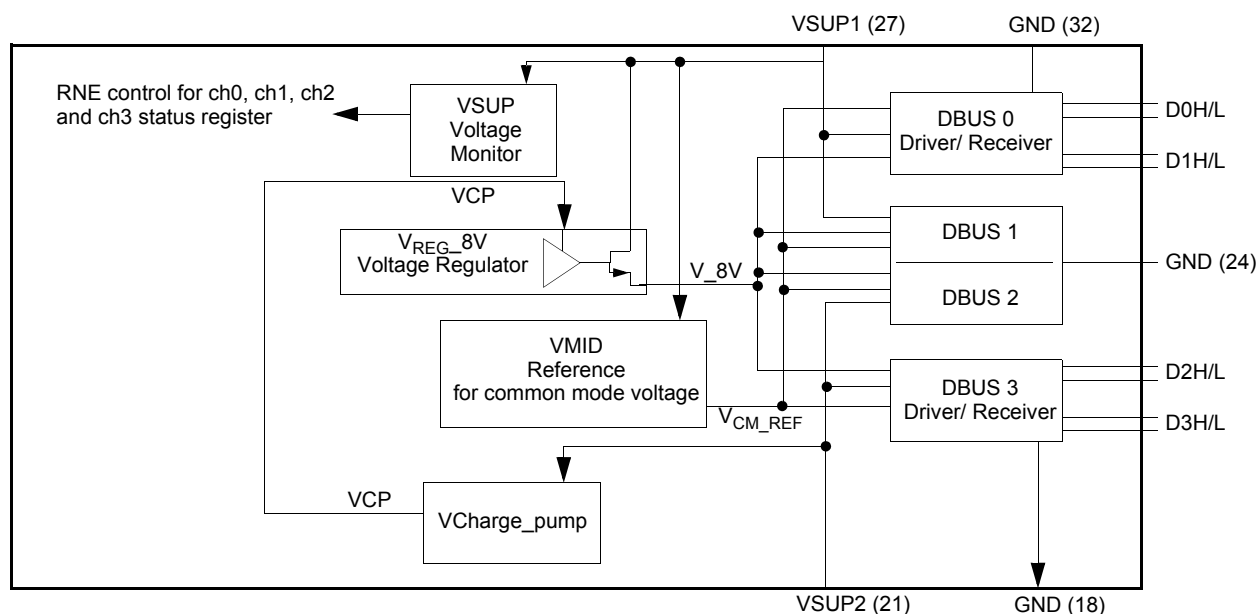 VSUP1 (27)
GND (32)
RNE control for ch0, ch1, ch2
and ch3 status register
VSUP
Voltage
Monitor
DBUS 0
Driver/ Receiver
D0H/L
D1H/L
VCP
VREG_8V
Voltage Regulator
V_8V
DBUS 1
DBUS 2
GND (24)
VMID
Reference
for common mode voltage
VCM_REF
DBUS 3
Driver/ Receiver
D2H/L
D3H/L
VCP
VCharge_pump
VSUP2 (21)
GND (18)